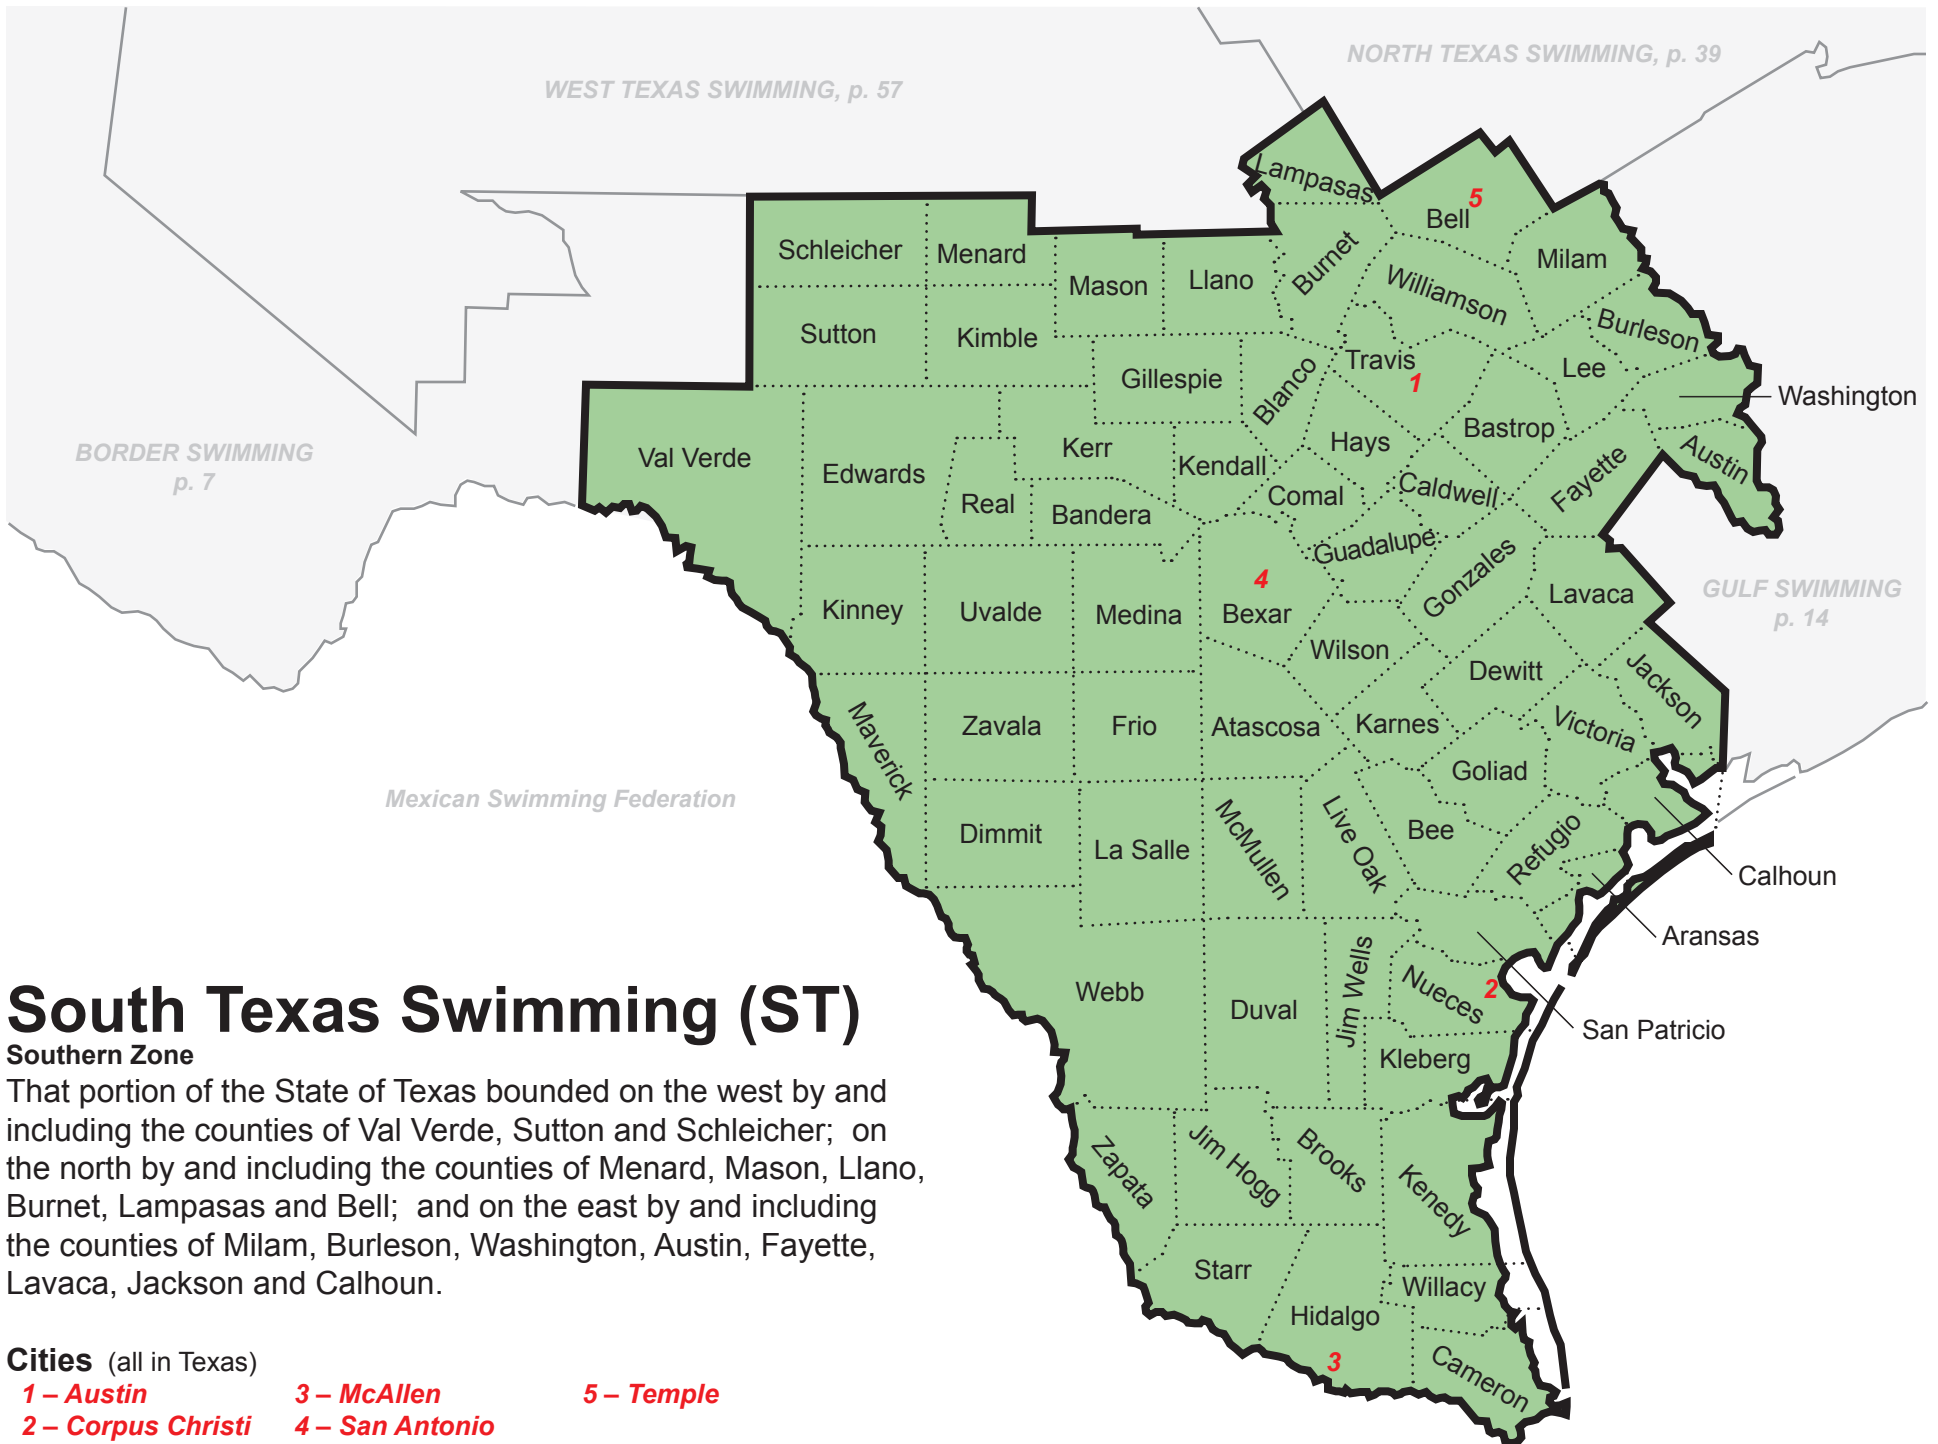 NORTH TEXAS SWIMMING, p. 39
WEST TEXAS SWIMMING, p. 57
Lampasas
5
Bell
Schleicher
Menard
Mason
Llano
Burnet
Williamson
Milam
Sutton
Kimble
Burleson
Gillespie
Blanco
Travis
1
Lee
Washington
BORDER SWIMMING
p. 7
Val Verde
Edwards
Kerr
Kendall
Hays
Bastrop
Fayette
Austin
Real
Bandera
Comal
Caldwell
Guadalupe
Gonzales
4
Bexar
Kinney
Uvalde
Medina
Lavaca
GULF SWIMMING
p. 14
Wilson
Dewitt
Jackson
Maverick
Zavala
Frio
Atascosa
Karnes
Victoria
Goliad
Mexican Swimming Federation
Dimmit
La Salle
McMullen
Live Oak
Bee
Refugio
Calhoun
Aransas
Webb
Duval
Jim Wells
Nueces
2
San Patricio
Kleberg
South Texas Swimming (ST)
Southern Zone
That portion of the State of Texas bounded on the west by and
including the counties of Val Verde, Sutton and Schleicher;  on
the north by and including the counties of Menard, Mason, Llano,
Burnet, Lampasas and Bell;  and on the east by and including
the counties of Milam, Burleson, Washington, Austin, Fayette,
Lavaca, Jackson and Calhoun.
Zapata
Jim Hogg
Brooks
Kenedy
Starr
Hidalgo
Willacy
3
Cameron
Cities (all in Texas)
1 – Austin 3 – McAllen 5 – Temple
2 – Corpus Christi 4 – San Antonio